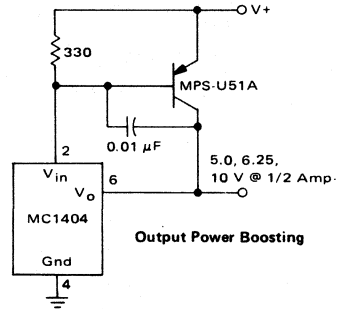 V+
330
MPS-U51A
0.01 µF
2
5.0, 6.25,
10 V @ 1/2 Amp.
Vin
6
Vo
MC1404
Output Power Boosting
Gnd
4